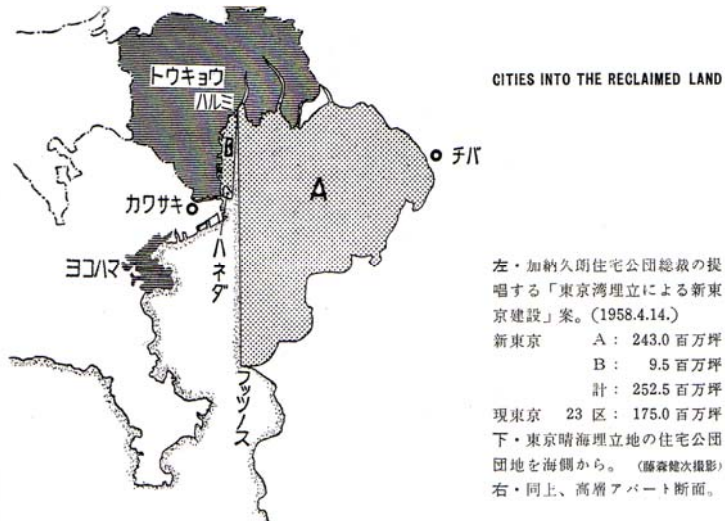 CITIES INTO THE RECLAIMED LAND
トウキョウ
ハルミ
B
A
チバ
カワサキ
ハネダ
ヨコハマ
フッツノス
左・加納久朗住宅公団総裁の提
唱する「東京湾埋立による新東
京建設」案。(1958.4.14.)
新東京 A： 243.0 百万坪
B： 9.5 百万坪
計： 252.5 百万坪
現東京 23 区： 175.0 百万坪
下・東京晴海埋立地の住宅公団
団地を海側から。 （藤森健次撮影）
右・同上、高層アパート断面。